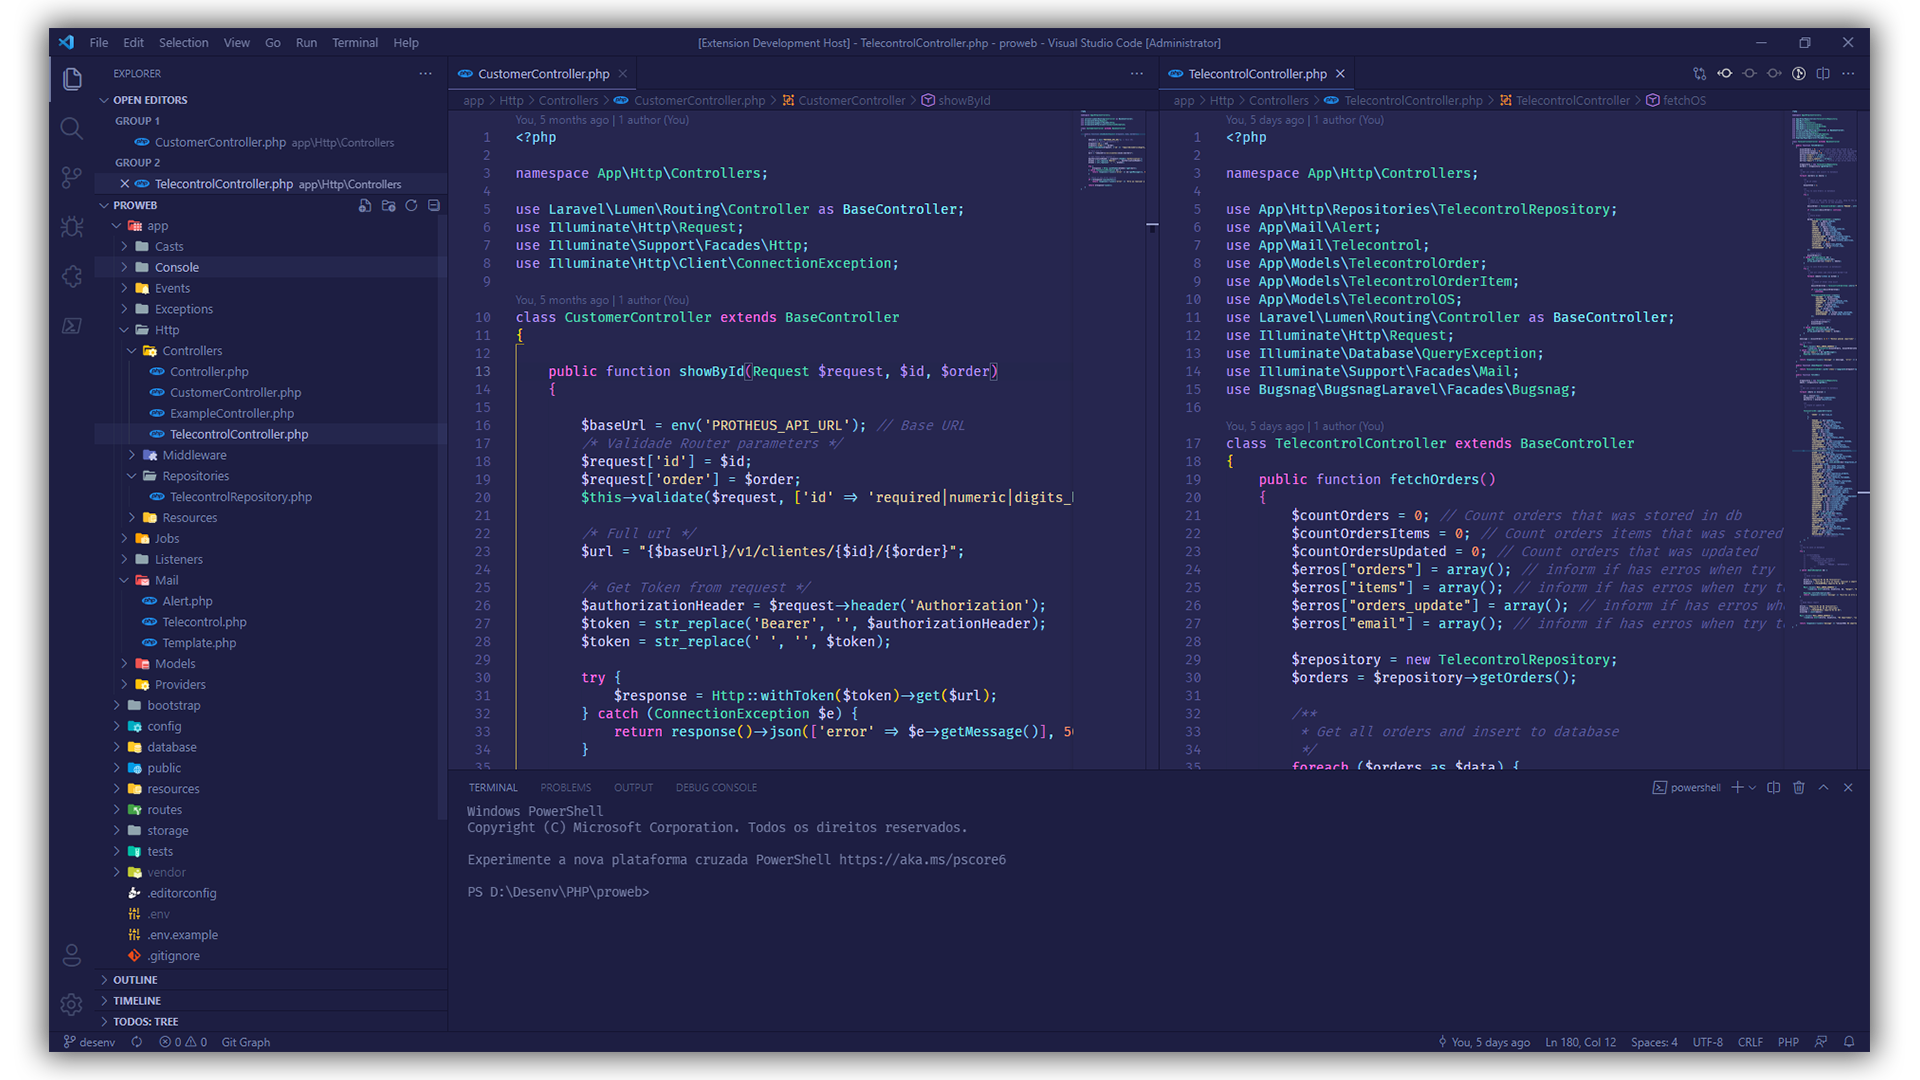 File Edit Selection View Go Run Terminal Help
[Extension Development Host] - TelecontrolController.php - proweb - Visual Studio Code [Administrator]
EXPLORER
OPEN EDITORS
GROUP 1
CustomerController.php app\Http\Controllers
GROUP 2
TelecontrolController.php app\Http\Controllers
PROWEB
app
Casts
Console
Events
Exceptions
Http
Controllers
Controller.php
CustomerController.php
ExampleController.php
TelecontrolController.php
Middleware
Repositories
TelecontrolRepository.php
Resources
Jobs
Listeners
Mail
Alert.php
Telecontrol.php
Template.php
Models
Providers
bootstrap
config
database
public
resources
routes
storage
tests
vendor
.editorconfig
.env
.env.example
.gitignore
OUTLINE
TIMELINE
TODOS: TREE
CustomerController.php
app > Http > Controllers > CustomerController.php > CustomerController > showById
You, 5 months ago | 1 author (You)
1 <?php
2
3 namespace App\Http\Controllers;
4
5 use Laravel\Lumen\Routing\Controller as BaseController;
6 use Illuminate\Http\Request;
7 use Illuminate\Support\Facades\Http;
8 use Illuminate\Http\Client\ConnectionException;
9
You, 5 months ago | 1 author (You)
10 class CustomerController extends BaseController
11 {
12
13 public function showById(Request $request, $id, $order)
14 {
15
16 $baseUrl = env('PROTHEUS_API_URL'); // Base URL
17 /* Validade Router parameters */
18 $request['id'] = $id;
19 $request['order'] = $order;
20 $this->validate($request, ['id' => 'required|numeric|digits_
21
22 /* Full url */
23 $url = "{$baseUrl}/v1/clientes/{$id}/{$order}";
24
25 /* Get Token from request */
26 $authorizationHeader = $request->header('Authorization');
27 $token = str_replace('Bearer', '', $authorizationHeader);
28 $token = str_replace(' ', '', $token);
29
30 try {
31 $response = Http::withToken($token)->get($url);
32 } catch (ConnectionException $e) {
33 return response()->json(['error' => $e->getMessage()], 5
34 }
35
TelecontrolController.php
app > Http > Controllers > TelecontrolController.php > TelecontrolController > fetchOS
You, 5 days ago | 1 author (You)
1 <?php
2
3 namespace App\Http\Controllers;
4
5 use App\Http\Repositories\TelecontrolRepository;
6 use App\Mail\Alert;
7 use App\Mail\Telecontrol;
8 use App\Models\TelecontrolOrder;
9 use App\Models\TelecontrolOrderItem;
10 use App\Models\TelecontrolOS;
11 use Laravel\Lumen\Routing\Controller as BaseController;
12 use Illuminate\Http\Request;
13 use Illuminate\Database\QueryException;
14 use Illuminate\Support\Facades\Mail;
15 use Bugsnag\BugsnagLaravel\Facades\Bugsnag;
16
You, 5 days ago | 1 author (You)
17 class TelecontrolController extends BaseController
18 {
19 public function fetchOrders()
20 {
21 $countOrders = 0; // Count orders that was stored in db
22 $countOrdersItems = 0; // Count orders items that was stored
23 $countOrdersUpdated = 0; // Count orders that was updated
24 $erros["orders"] = array(); // inform if has erros when try
25 $erros["items"] = array(); // inform if has erros when try t
26 $erros["orders_update"] = array(); // inform if has erros wh
27 $erros["email"] = array(); // inform if has erros when try t
28
29 $repository = new TelecontrolRepository;
30 $orders = $repository->getOrders();
31
32 /**
33 * Get all orders and insert to database
34 */
35 foreach ($orders as $data) {
TERMINAL PROBLEMS OUTPUT DEBUG CONSOLE
powershell
Windows PowerShell
Copyright (C) Microsoft Corporation. Todos os direitos reservados.
Experimente a nova plataforma cruzada PowerShell https://aka.ms/pscore6
PS D:\Desenv\PHP\proweb>
desenv 0 0 Git Graph
You, 5 days ago Ln 180, Col 12 Spaces: 4 UTF-8 CRLF PHP